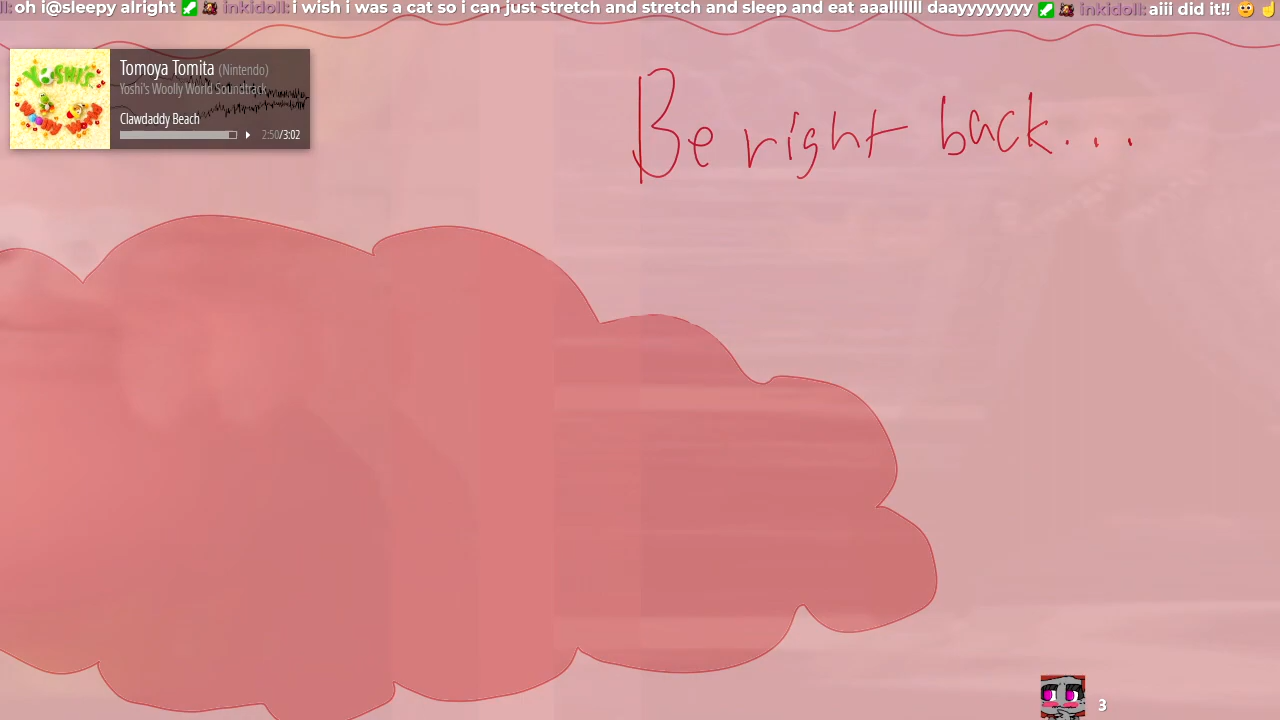 ll: oh i@sleepy alright inkidoll: i wish i was a cat so i can just stretch and stretch and sleep and eat aaallllllll daayyyyyyyy inkidoll: aiii did it!!
YOSHI'S
Tomoya Tomita (Nintendo)
Yoshi's Woolly World Soundtrack
Clawdaddy Beach
2:50/3:02
Be right back...
3